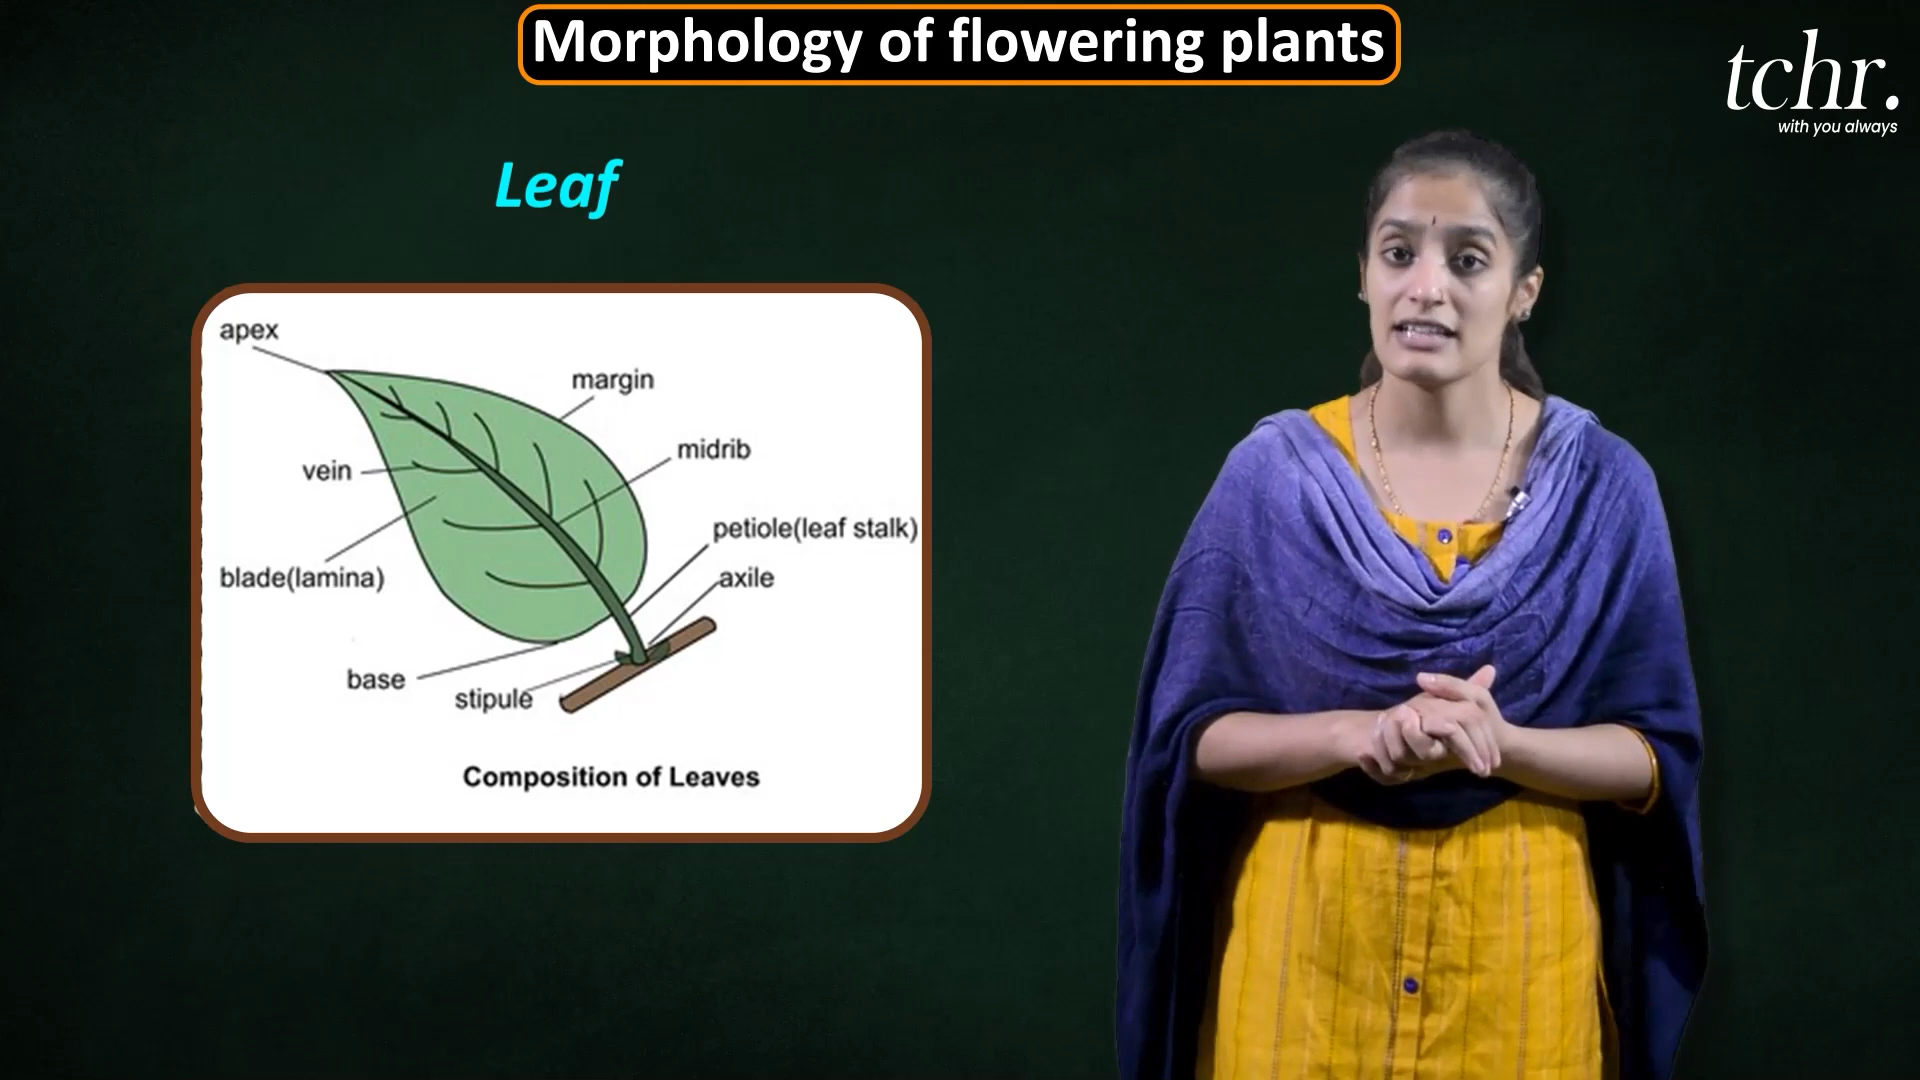 Morphology of flowering plants
tchr.
with you always
Leaf
apex
margin
midrib
vein
petiole(leaf stalk)
blade(lamina)
axile
base
stipule
Composition of Leaves